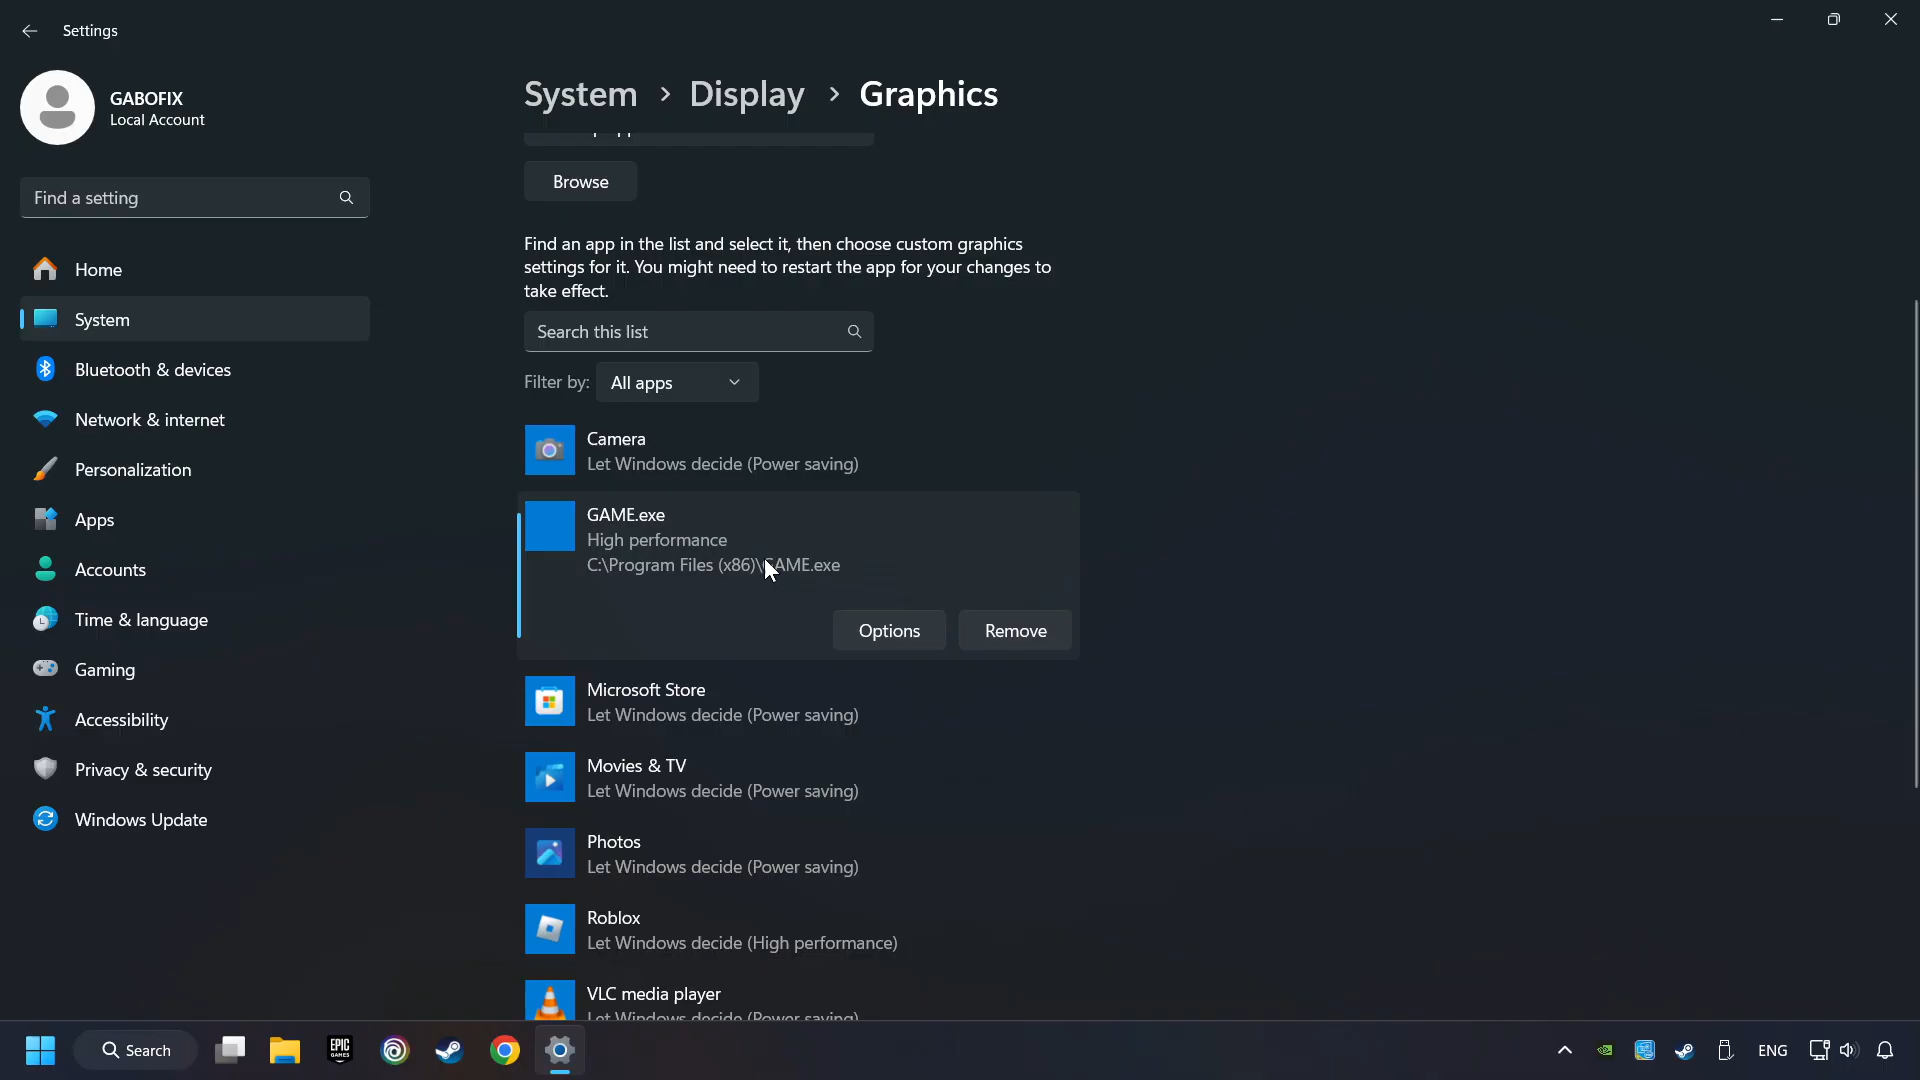 Settings
GABOFIX
Local Account
Find a setting
Home
System
Bluetooth & devices
Network & internet
Personalization
Apps
Accounts
Time & language
Gaming
Accessibility
Privacy & security
Windows Update
System > Display > Graphics
Browse
Find an app in the list and select it, then choose custom graphics
settings for it. You might need to restart the app for your changes to
take effect.
Search this list
Filter by: All apps
Camera
Let Windows decide (Power saving)
GAME.exe
High performance
C:\Program Files (x86)\GAME.exe
Options Remove
Microsoft Store
Let Windows decide (Power saving)
Movies & TV
Let Windows decide (Power saving)
Photos
Let Windows decide (Power saving)
Roblox
Let Windows decide (High performance)
VLC media player
Let Windows decide (Power saving)
Search
EPIC
GAMES
ENG